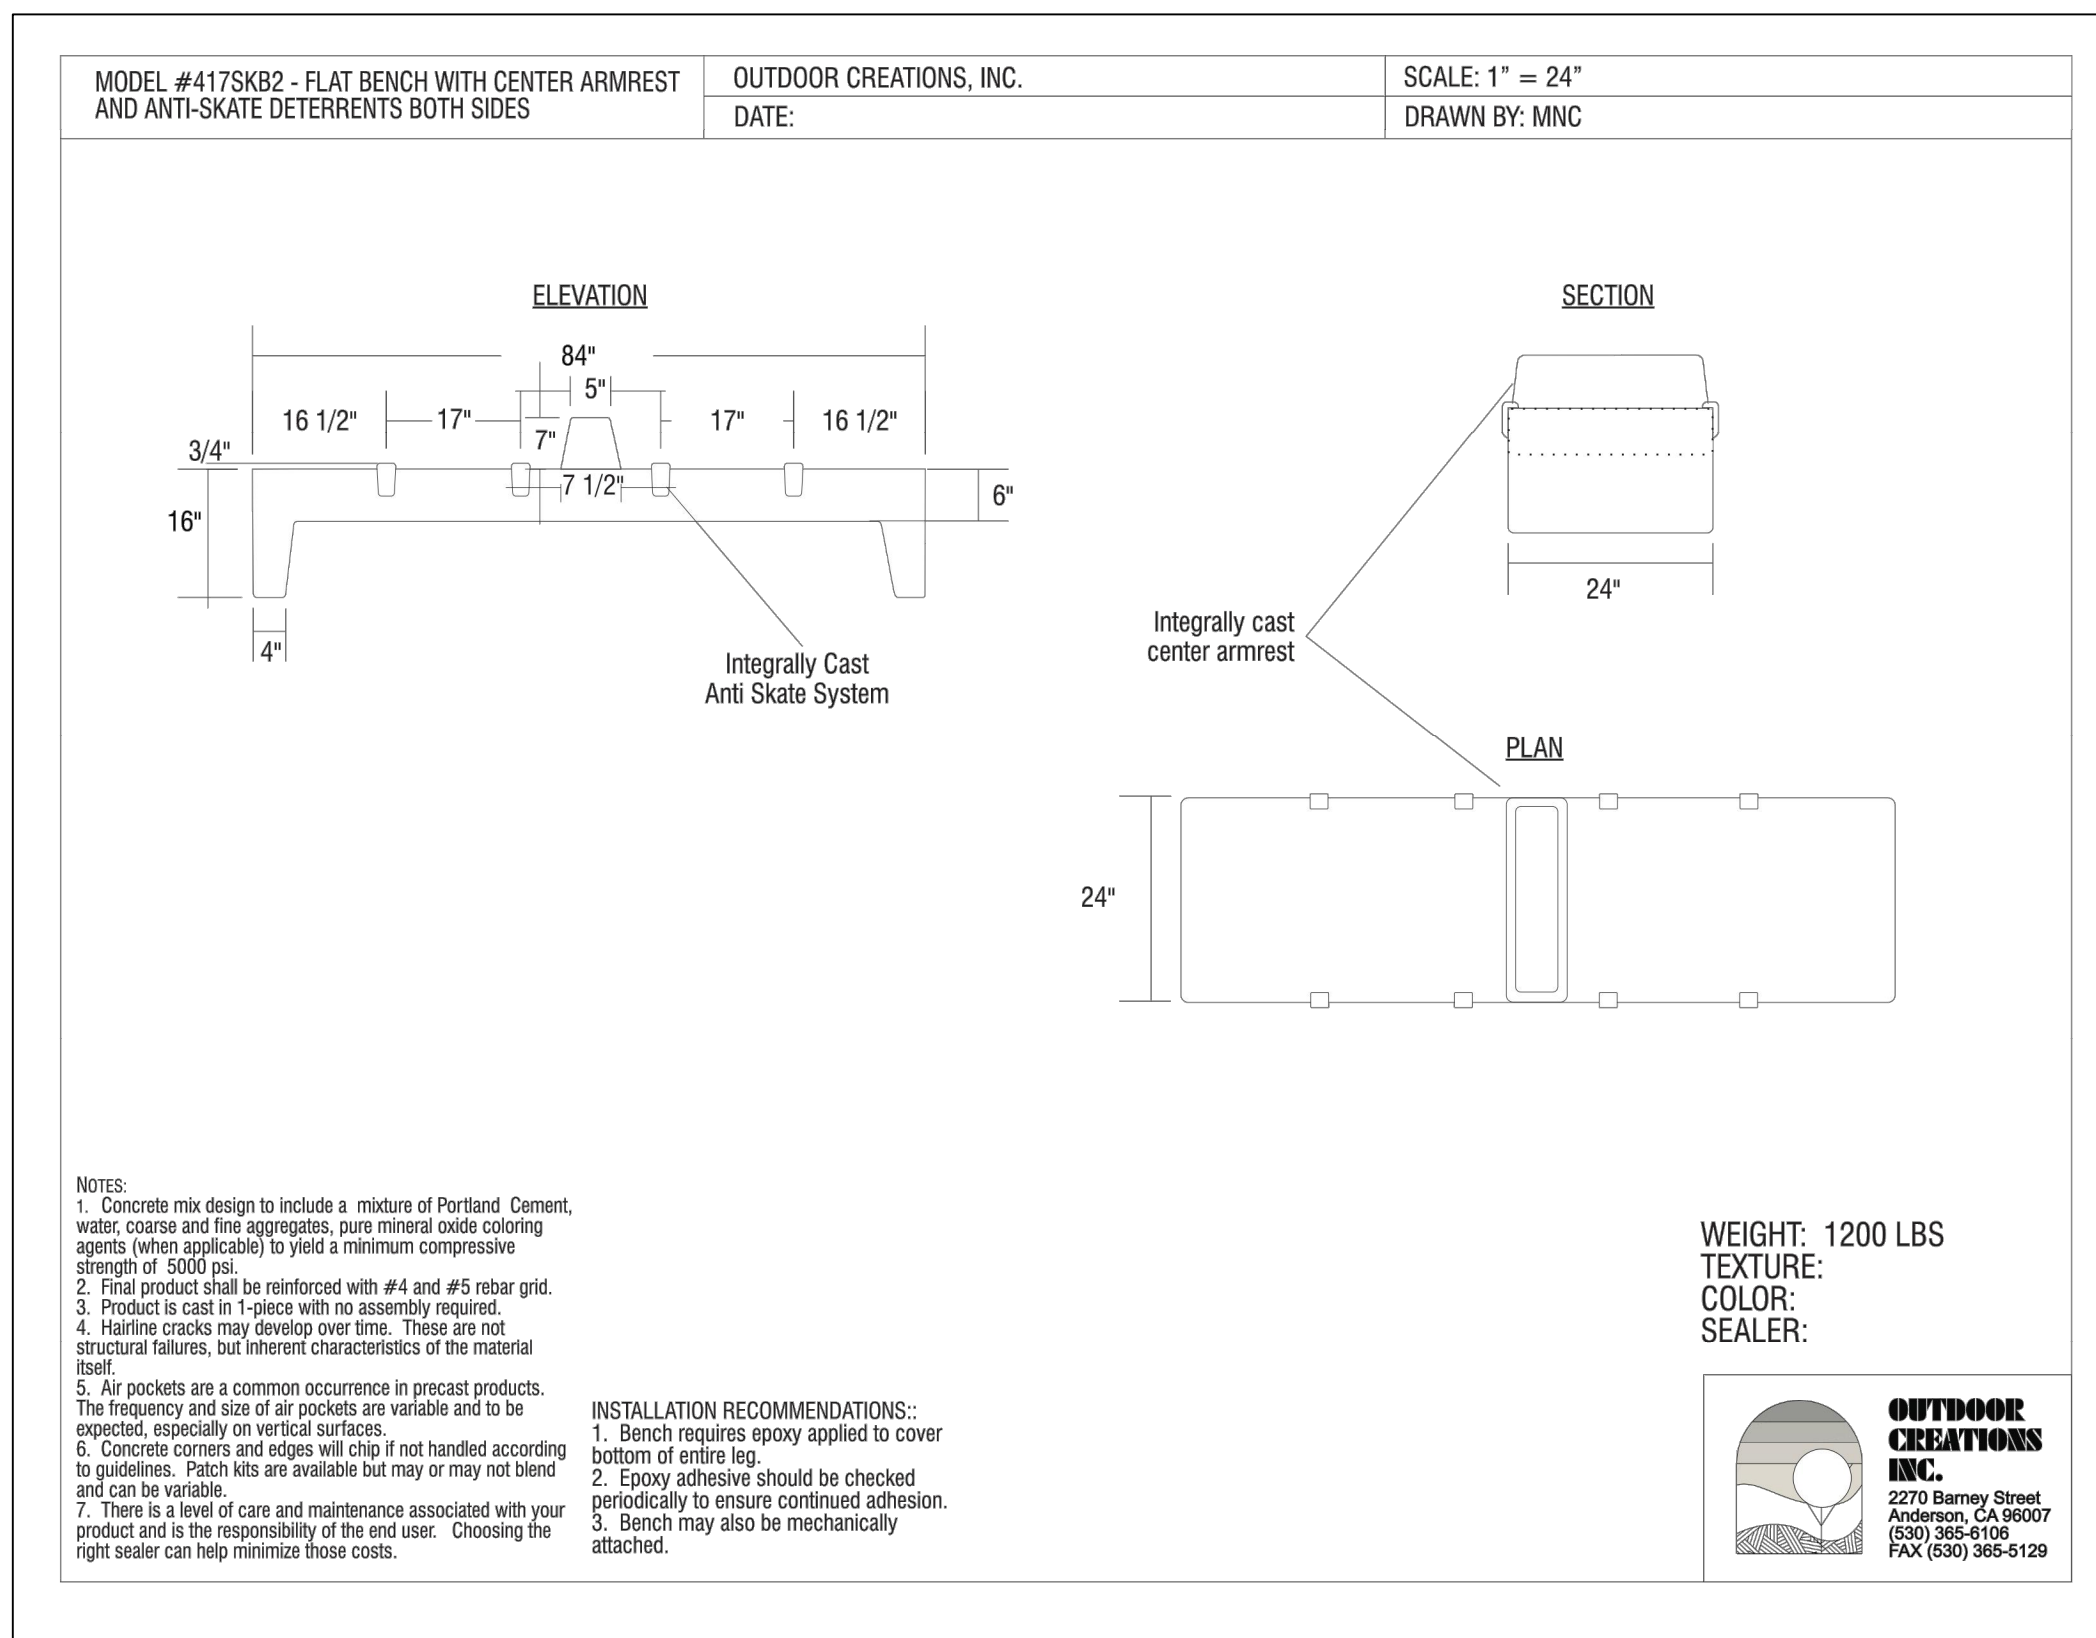 MODEL #417SKB2 - FLAT BENCH WITH CENTER ARMREST
AND ANTI-SKATE DETERRENTS BOTH SIDES
OUTDOOR CREATIONS, INC.
DATE:
SCALE: 1” = 24”
DRAWN BY: MNC
ELEVATION
84"
5"
16 1/2"
17"
7"
17"
16 1/2"
3/4"
7 1/2"
6"
16"
4"
Integrally Cast
Anti Skate System
SECTION
24"
Integrally cast
center armrest
PLAN
24"
NOTES:
1. Concrete mix design to include a mixture of Portland Cement,
water, coarse and fine aggregates, pure mineral oxide coloring
agents (when applicable) to yield a minimum compressive
strength of 5000 psi.
2. Final product shall be reinforced with #4 and #5 rebar grid.
3. Product is cast in 1-piece with no assembly required.
4. Hairline cracks may develop over time. These are not
structural failures, but inherent characteristics of the material
itself.
5. Air pockets are a common occurrence in precast products.
The frequency and size of air pockets are variable and to be
expected, especially on vertical surfaces.
6. Concrete corners and edges will chip if not handled according
to guidelines. Patch kits are available but may or may not blend
and can be variable.
7. There is a level of care and maintenance associated with your
product and is the responsibility of the end user. Choosing the
right sealer can help minimize those costs.
INSTALLATION RECOMMENDATIONS::
1. Bench requires epoxy applied to cover
bottom of entire leg.
2. Epoxy adhesive should be checked
periodically to ensure continued adhesion.
3. Bench may also be mechanically
attached.
WEIGHT: 1200 LBS
TEXTURE:
COLOR:
SEALER:
OUTDOOR
CREATIONS
INC.
2270 Barney Street
Anderson, CA 96007
(530) 365-6106
FAX (530) 365-5129